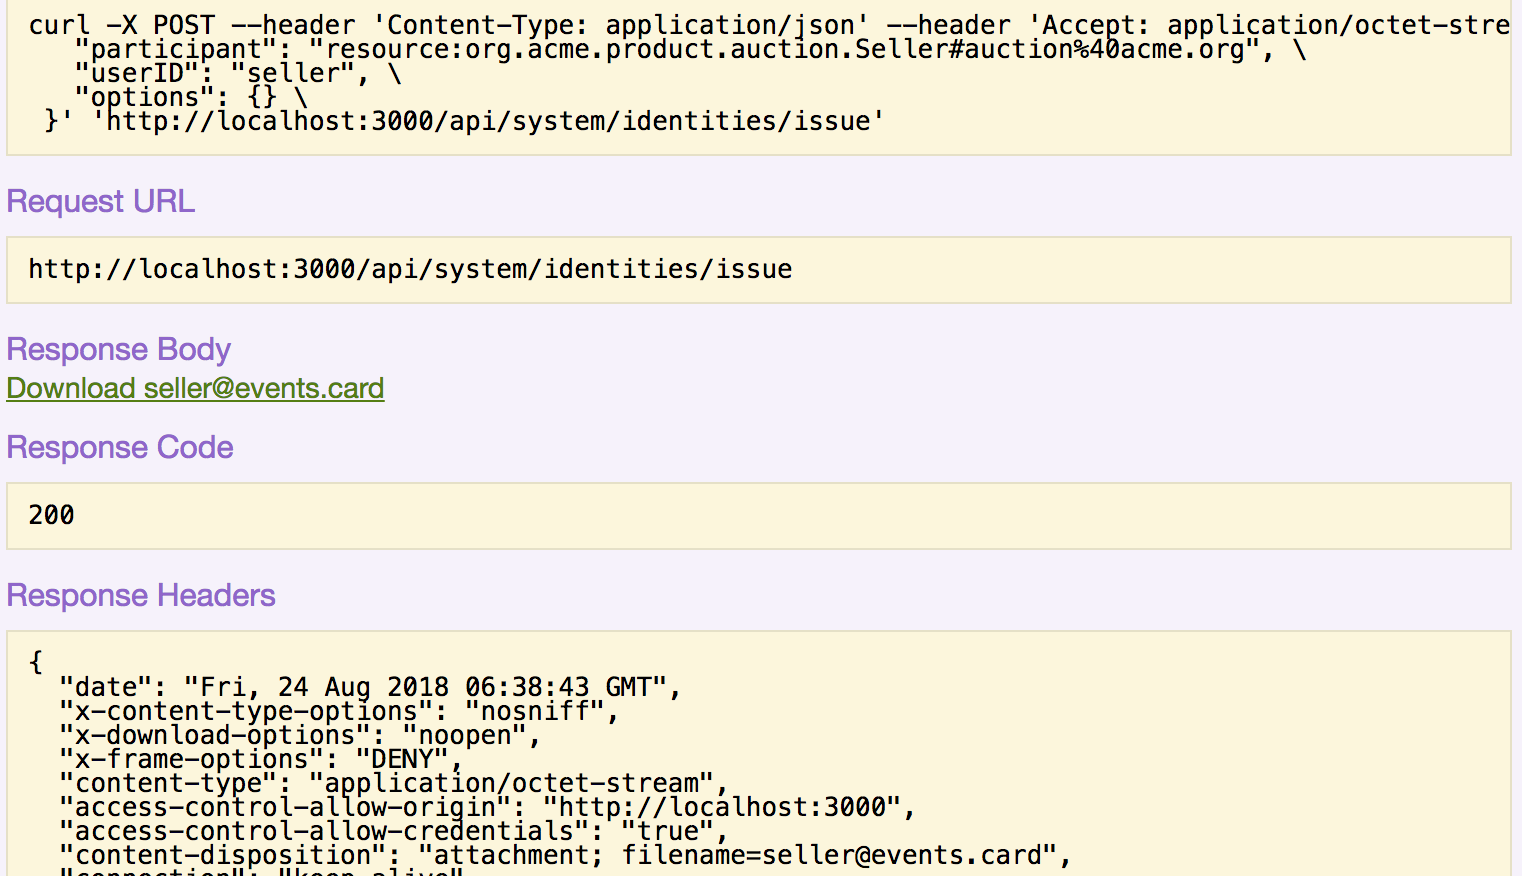 curl -X POST --header 'Content-Type: application/json' --header 'Accept: application/octet-stre
"participant": "resource:org.acme.product.auction.Seller#auction%40acme.org", \
"userID": "seller", \
"options": {} \
}' 'http://localhost:3000/api/system/identities/issue'
Request URL
http://localhost:3000/api/system/identities/issue
Response Body
Download seller@events.card
Response Code
200
Response Headers
{
"date": "Fri, 24 Aug 2018 06:38:43 GMT",
"x-content-type-options": "nosniff",
"x-download-options": "noopen",
"x-frame-options": "DENY",
"content-type": "application/octet-stream",
"access-control-allow-origin": "http://localhost:3000",
"access-control-allow-credentials": "true",
"content-disposition": "attachment; filename=seller@events.card",
"connection": "keep-alive"